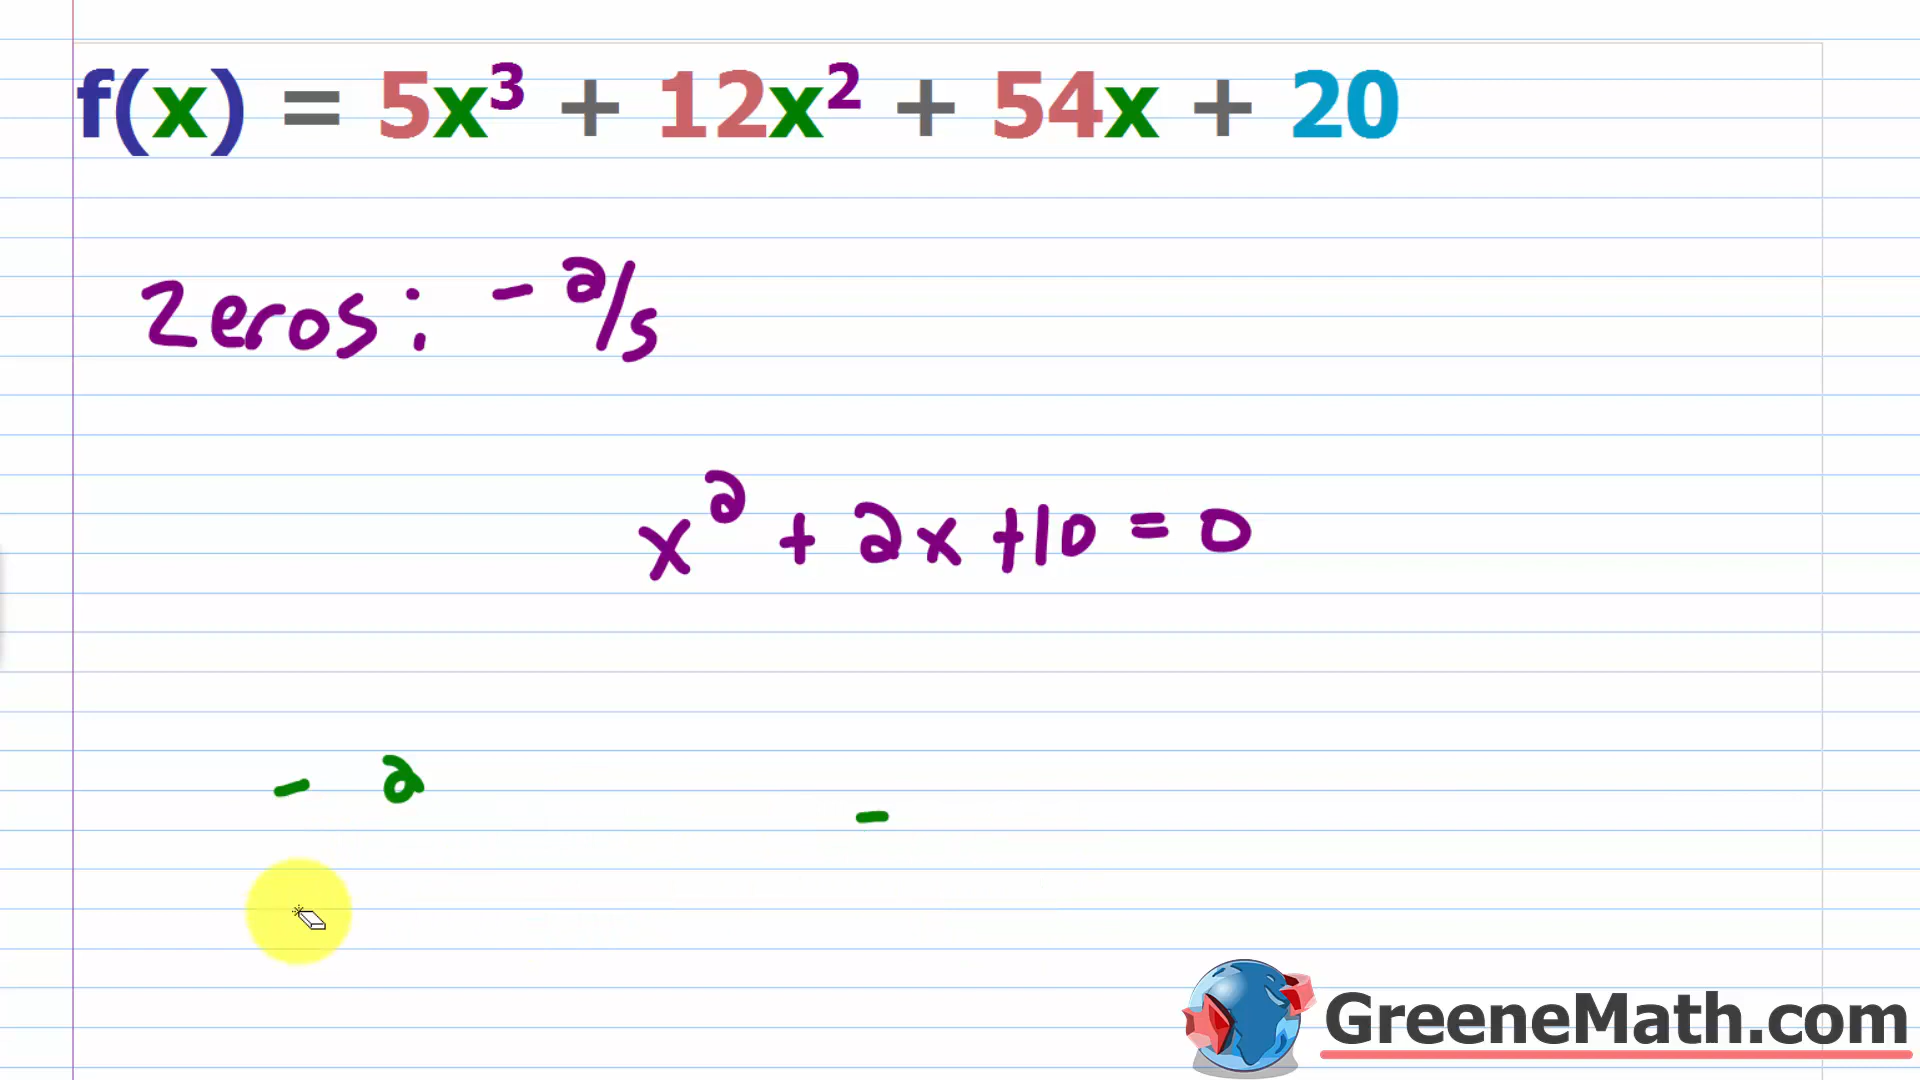 f(x) = 5x³ + 12x² + 54x + 20
Zeros: - 2/5
x² + 2x + 10 = 0
- 2 -
GreeneMath.com